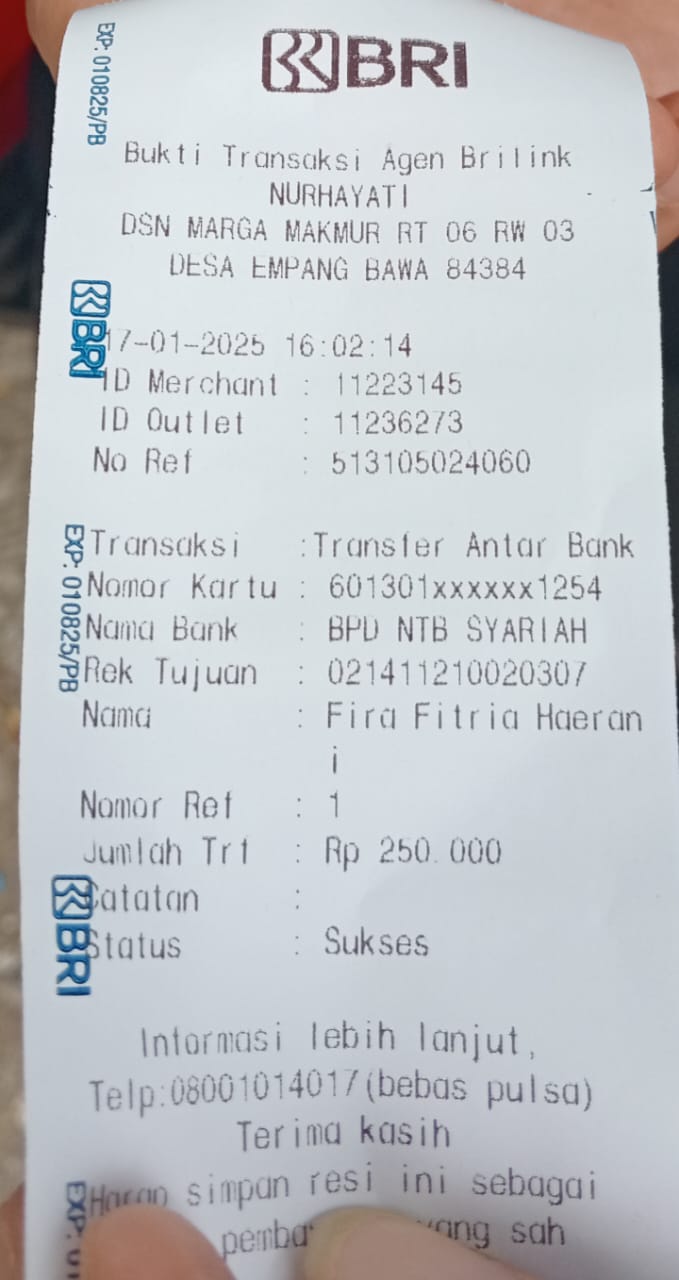 BRI
EXP: 010825/PB
Bukti Transaksi Agen Brilink
NURHAYATI
DSN MARGA MAKMUR RT 06 RW 03
DESA EMPANG BAWA 84384
BRI
17-01-2025 16:02:14
ID Merchant : 11223145
ID Outlet : 11236273
No Ref : 513105024060
EXP: 010825/PB
Transaksi :Transfer Antar Bank
Nomor Kartu : 601301xxxxxx1254
Nama Bank : BPD NTB SYARIAH
Rek Tujuan : 021411210020307
Nama : Fira Fitria Haeran
i
Nomor Ref : 1
Jumlah Trf : Rp 250.000
BRI
Catatan :
Status : Sukses
Informasi lebih lanjut,
Telp:08001014017(bebas pulsa)
Terima kasih
EXP:
Harap simpan resi ini sebagai
sah